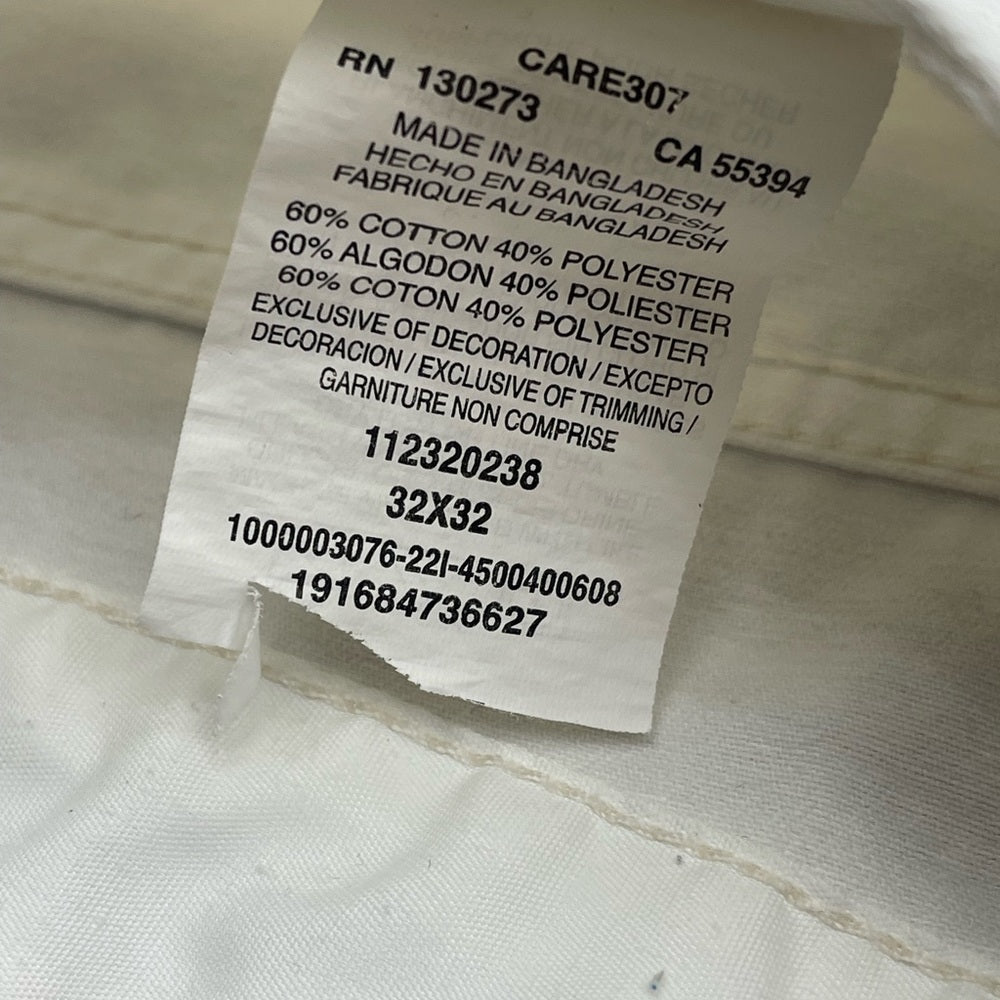 CARE307
RN 130273
CA 55394
MADE IN BANGLADESH
HECHO EN BANGLADESH
FABRIQUE AU BANGLADESH
60% COTTON 40% POLYESTER
60% ALGODON 40% POLIESTER
60% COTON 40% POLYESTER
EXCLUSIVE OF DECORATION / EXCEPTO
DECORACION / EXCLUSIVE OF TRIMMING /
GARNITURE NON COMPRISE
112320238
32X32
1000003076-22I-4500400608
191684736627